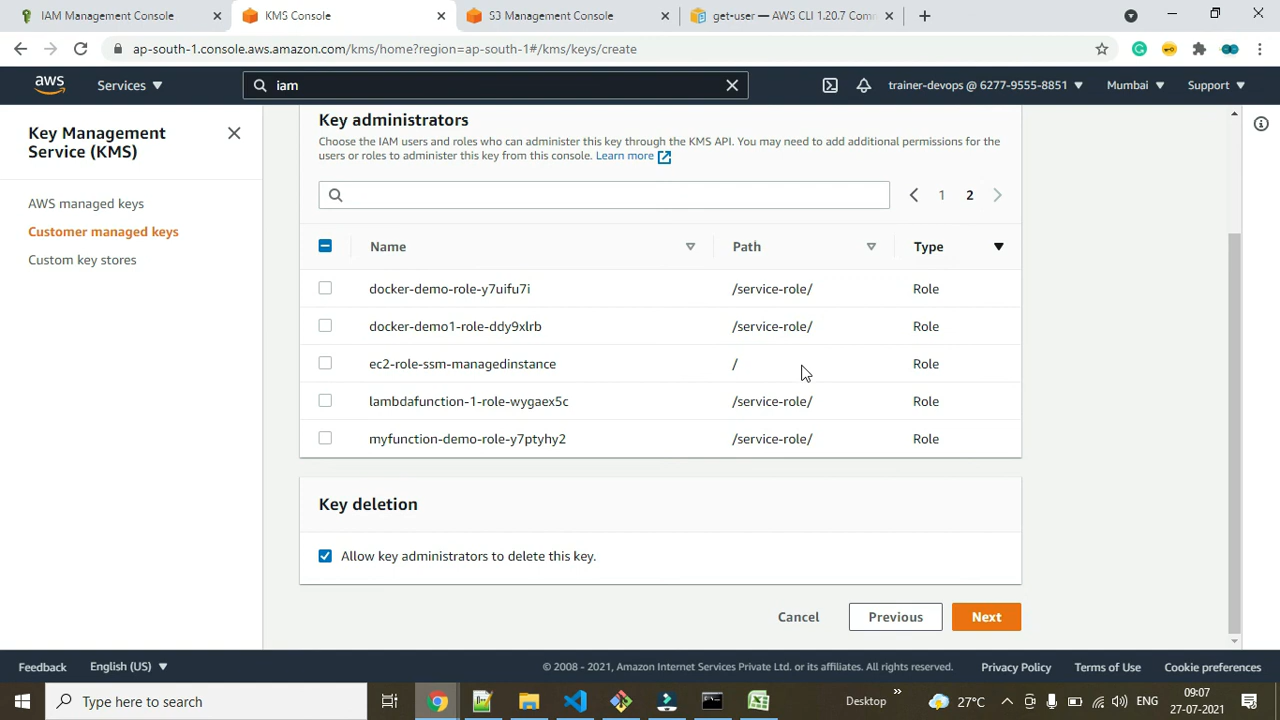 IAM Management Console
KMS Console
S3 Management Console
get-user — AWS CLI 1.20.7 Comm
ap-south-1.console.aws.amazon.com/kms/home?region=ap-south-1#/kms/keys/create
aws
Services
iam
trainer-devops @ 6277-9555-8851
Mumbai
Support
Key Management
Service (KMS)
AWS managed keys
Customer managed keys
Custom key stores
Key administrators
Choose the IAM users and roles who can administer this key through the KMS API. You may need to add additional permissions for the
users or roles to administer this key from this console. Learn more
1 2
Name Path Type
docker-demo-role-y7uifu7i /service-role/ Role
docker-demo1-role-ddy9xlrb /service-role/ Role
ec2-role-ssm-managedinstance / Role
lambdafunction-1-role-wygaex5c /service-role/ Role
myfunction-demo-role-y7ptyhy2 /service-role/ Role
Key deletion
Allow key administrators to delete this key.
Cancel Previous Next
Feedback English (US) © 2008 - 2021, Amazon Internet Services Private Ltd. or its affiliates. All rights reserved. Privacy Policy Terms of Use Cookie preferences
Type here to search
Desktop
27°C
ENG
09:07
27-07-2021